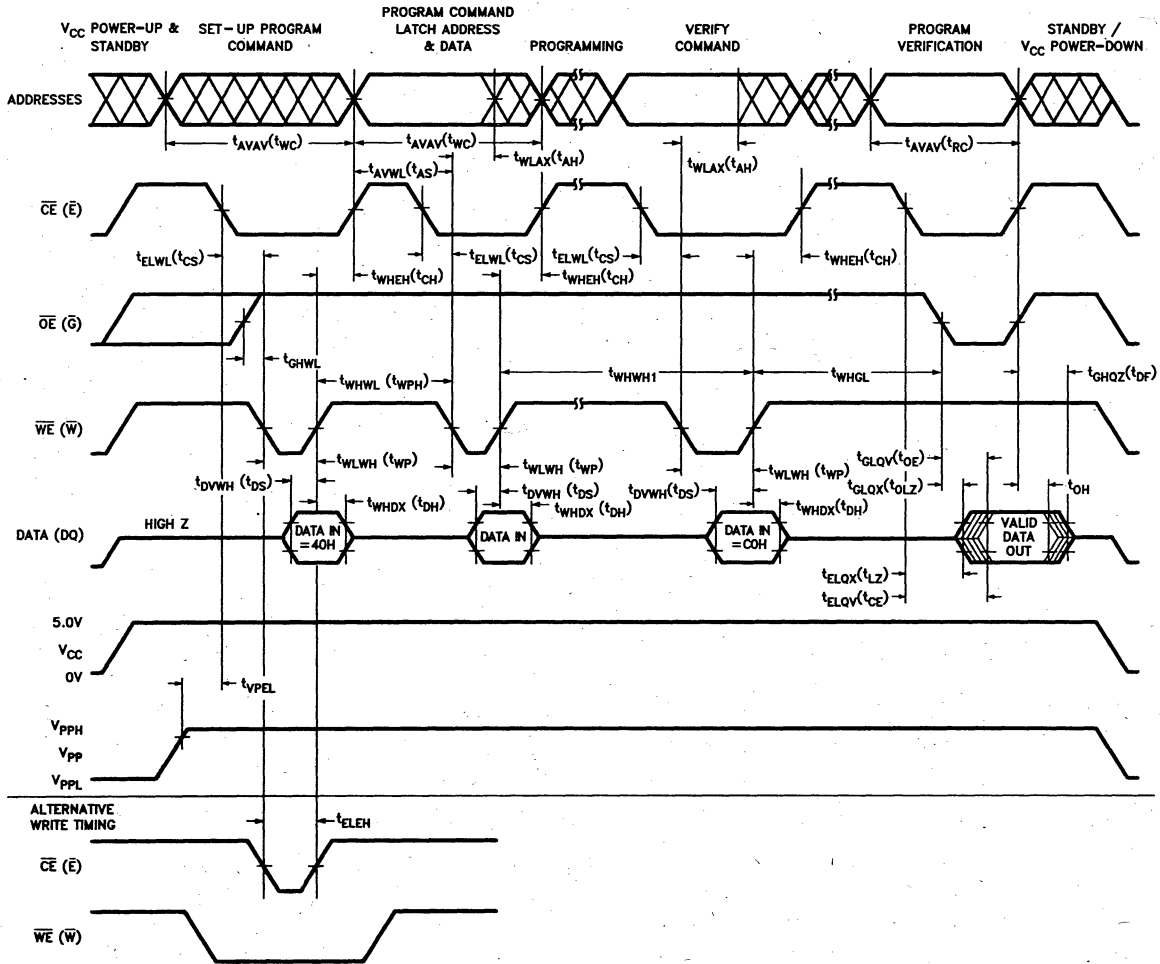 VCC POWER-UP & STANDBY
SET-UP PROGRAM COMMAND
PROGRAM COMMAND LATCH ADDRESS & DATA
PROGRAMMING
VERIFY COMMAND
PROGRAM VERIFICATION
STANDBY / VCC POWER-DOWN
ADDRESSES
tAVAV(tWC)
tAVAV(tWC)
tWLAX(tAH)
tWLAX(tAH)
tAVAV(tRC)
tAVWL(tAS)
CE (E)
tELWL(tCS)
tWHEH(tCH)
tELWL(tCS)
tWHEH(tCH)
tELWL(tCS)
tWHEH(tCH)
OE (G)
tGHWL
tWHWL (tWPH)
tWHWH1
tWHGL
tGHQZ(tDF)
WE (W)
tWLWH (tWP)
tWLWH (tWP)
tWLWH (tWP)
tGLQV(tOE)
tDVWH (tDS)
tWHDX (tDH)
tDVWH (tDS)
tWHDX (tDH)
tDVWH(tDS)
tWHDX(tDH)
tGLQX(tOLZ)
tOH
DATA (DQ)
HIGH Z
DATA IN =40H
DATA IN
DATA IN =C0H
VALID DATA OUT
tELQX(tLZ)
tELQV(tCE)
5.0V
VCC
0V
tVPEL
VPPH
VPP
VPPL
ALTERNATIVE WRITE TIMING
tELEH
CE (E)
WE (W)